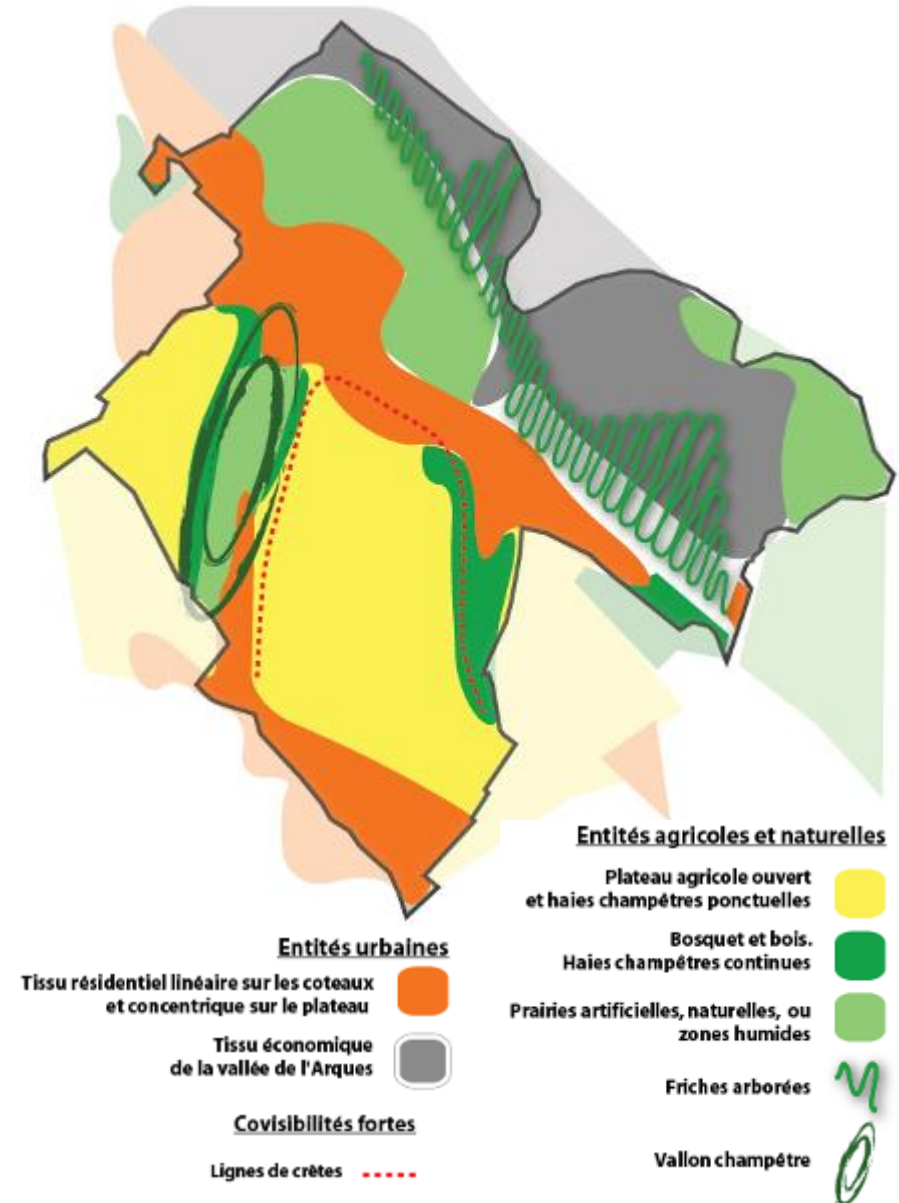 Entités urbaines
Tissu résidentiel linéaire sur les coteaux
et concentrique sur le plateau
Tissu économique
de la vallée de l'Arques
Covisibilités fortes
Lignes de crêtes
Entités agricoles et naturelles
Plateau agricole ouvert
et haies champêtres ponctuelles
Bosquet et bois.
Haies champêtres continues
Prairies artificielles, naturelles, ou
zones humides
Friches arborées
Vallon champêtre